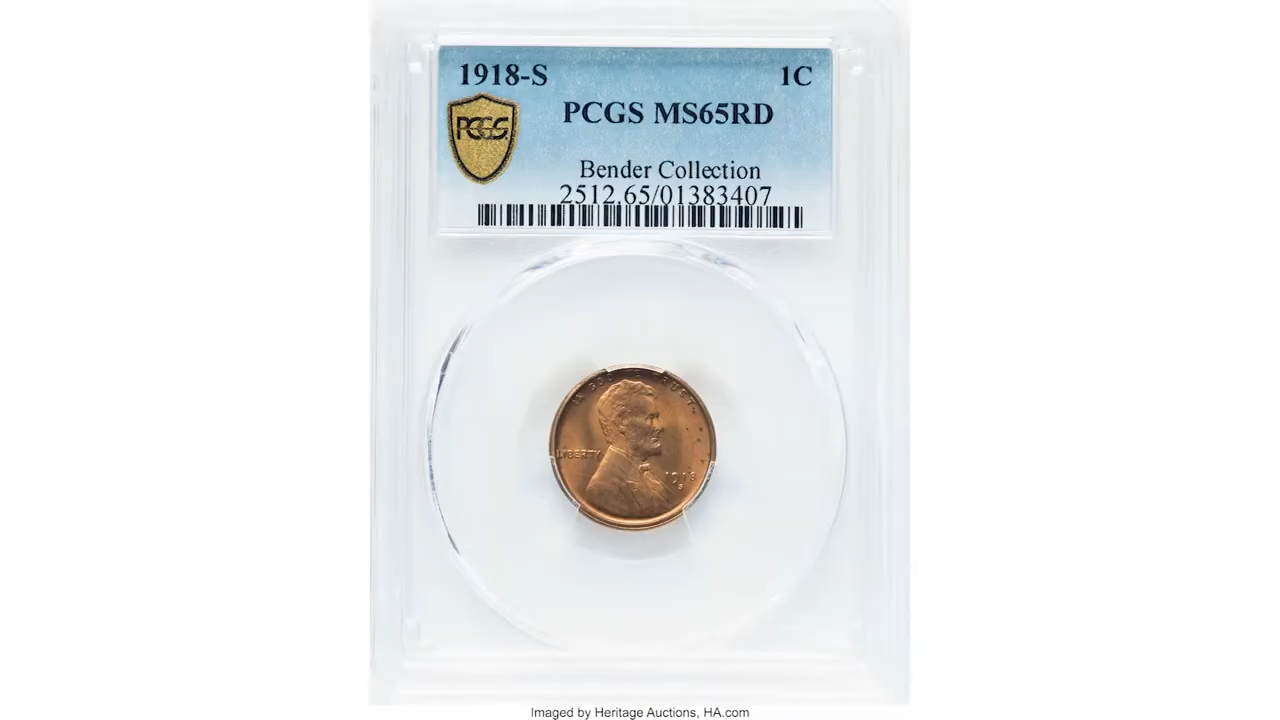 1918-S 1C
PCGS MS65RD
PCGS
Bender Collection
2512.65/01383407
IN GOD WE TRUST
LIBERTY
1918
S
Imaged by Heritage Auctions, HA.com